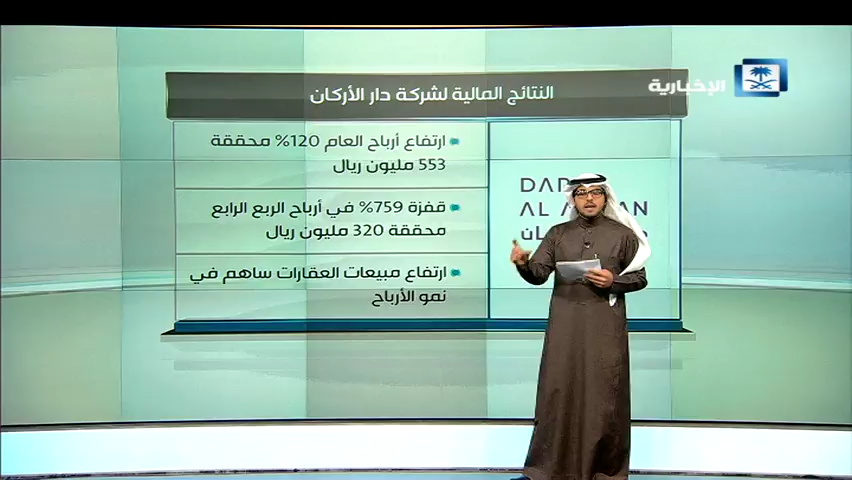 الإخبارية
النتائج المالية لشركة دار الأركان
ارتفاع أرباح العام 120% محققة
553 مليون ريال
قفزة 759% في أرباح الربع الرابع
محققة 320 مليون ريال
ارتفاع مبيعات العقارات ساهم في
نمو الأرباح
AL